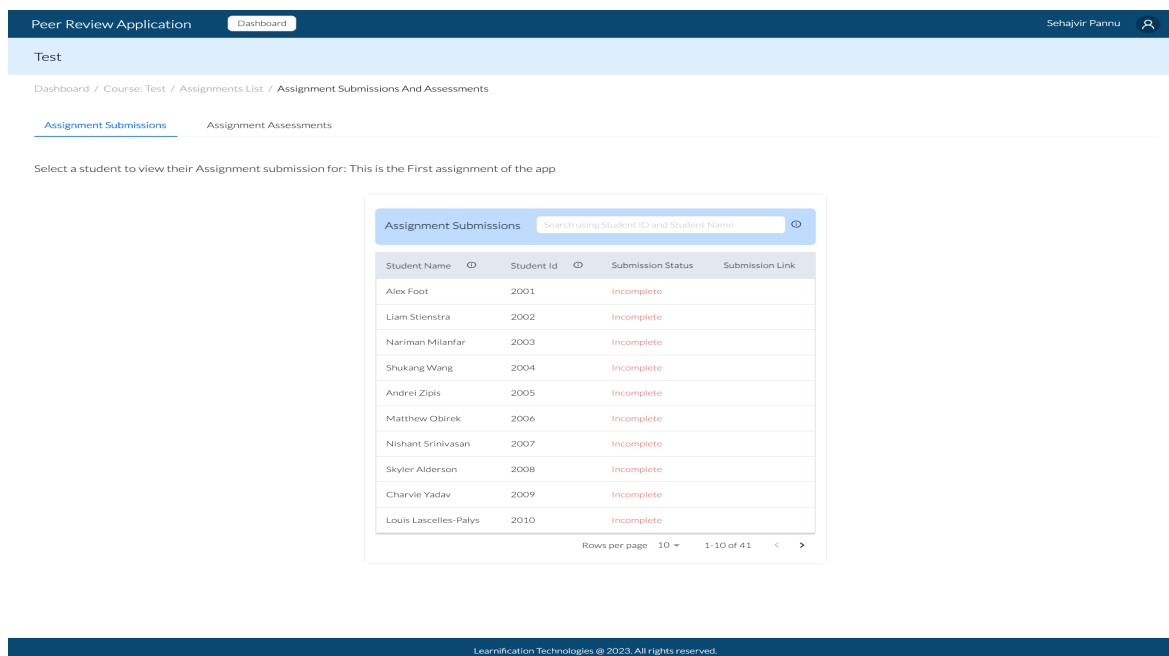 Peer Review Application Dashboard Sehajvir Pannu
Test
Dashboard / Course: Test / Assignments List / Assignment Submissions And Assessments
Assignment Submissions Assignment Assessments
Select a student to view their Assignment submission for: This is the First assignment of the app
Assignment Submissions Search using Student ID and Student Name
Student Name Student Id Submission Status Submission Link
Alex Foot 2001 Incomplete
Liam Stienstra 2002 Incomplete
Nariman Milanfar 2003 Incomplete
Shukang Wang 2004 Incomplete
Andrei Zipis 2005 Incomplete
Matthew Obirek 2006 Incomplete
Nishant Srinivasan 2007 Incomplete
Skyler Alderson 2008 Incomplete
Charvie Yadav 2009 Incomplete
Louis Lascelles-Palys 2010 Incomplete
Rows per page 10 1-10 of 41 < >
Learnification Technologies @ 2023. All rights reserved.